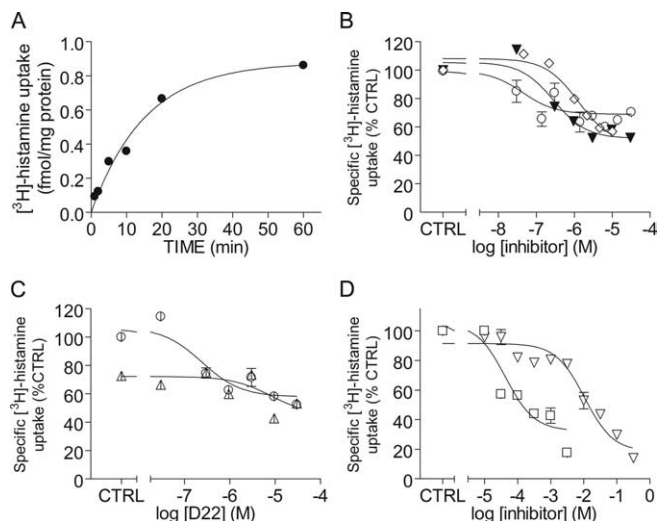 A
[³H]-histamine uptake
(fmol/mg protein)
1.0
0.8
0.6
0.4
0.2
0.0
0 10 20 30 40 50 60
TIME (min)
B
Specific [³H]-histamine
uptake (% CTRL)
120
100
80
60
40
20
0
CTRL -8 -7 -6 -5 -4
log [inhibitor] (M)
C
Specific [³H]-histamine
uptake (%CTRL)
120
100
80
60
40
20
0
CTRL -7 -6 -5 -4
log [D22] (M)
D
Specific [³H]-histamine
uptake (% CTRL)
100
80
60
40
20
0
CTRL -5 -4 -3 -2 -1 0
log [inhibitor] (M)